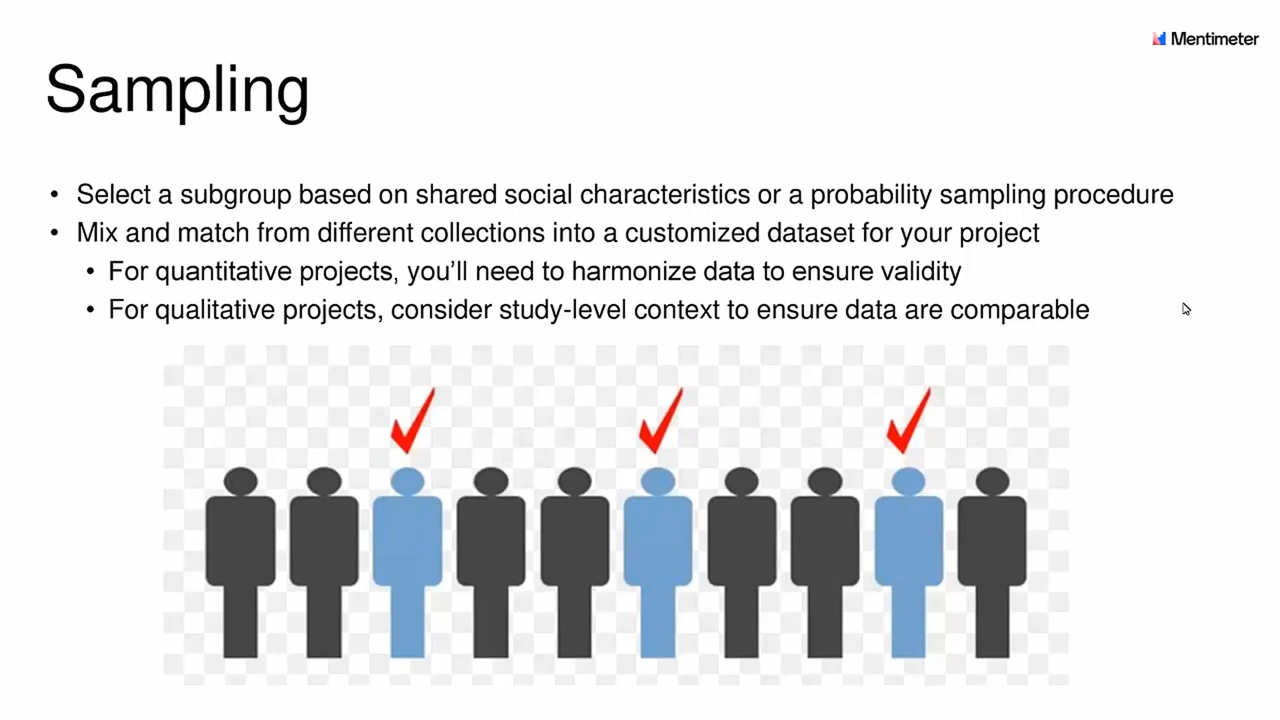 Mentimeter
Sampling
• Select a subgroup based on shared social characteristics or a probability sampling procedure
• Mix and match from different collections into a customized dataset for your project
• For quantitative projects, you’ll need to harmonize data to ensure validity
• For qualitative projects, consider study-level context to ensure data are comparable